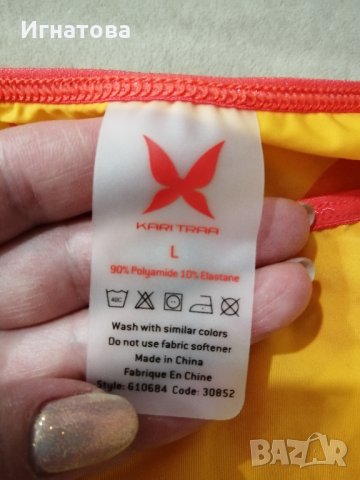 Игнатова
KARI TRAA
L
90% Polyamide 10% Elastane
40C
Wash with similar colors
Do not use fabric softener
Made in China
Fabrique En Chine
Style: 610684 Code: 30852
BAZAR